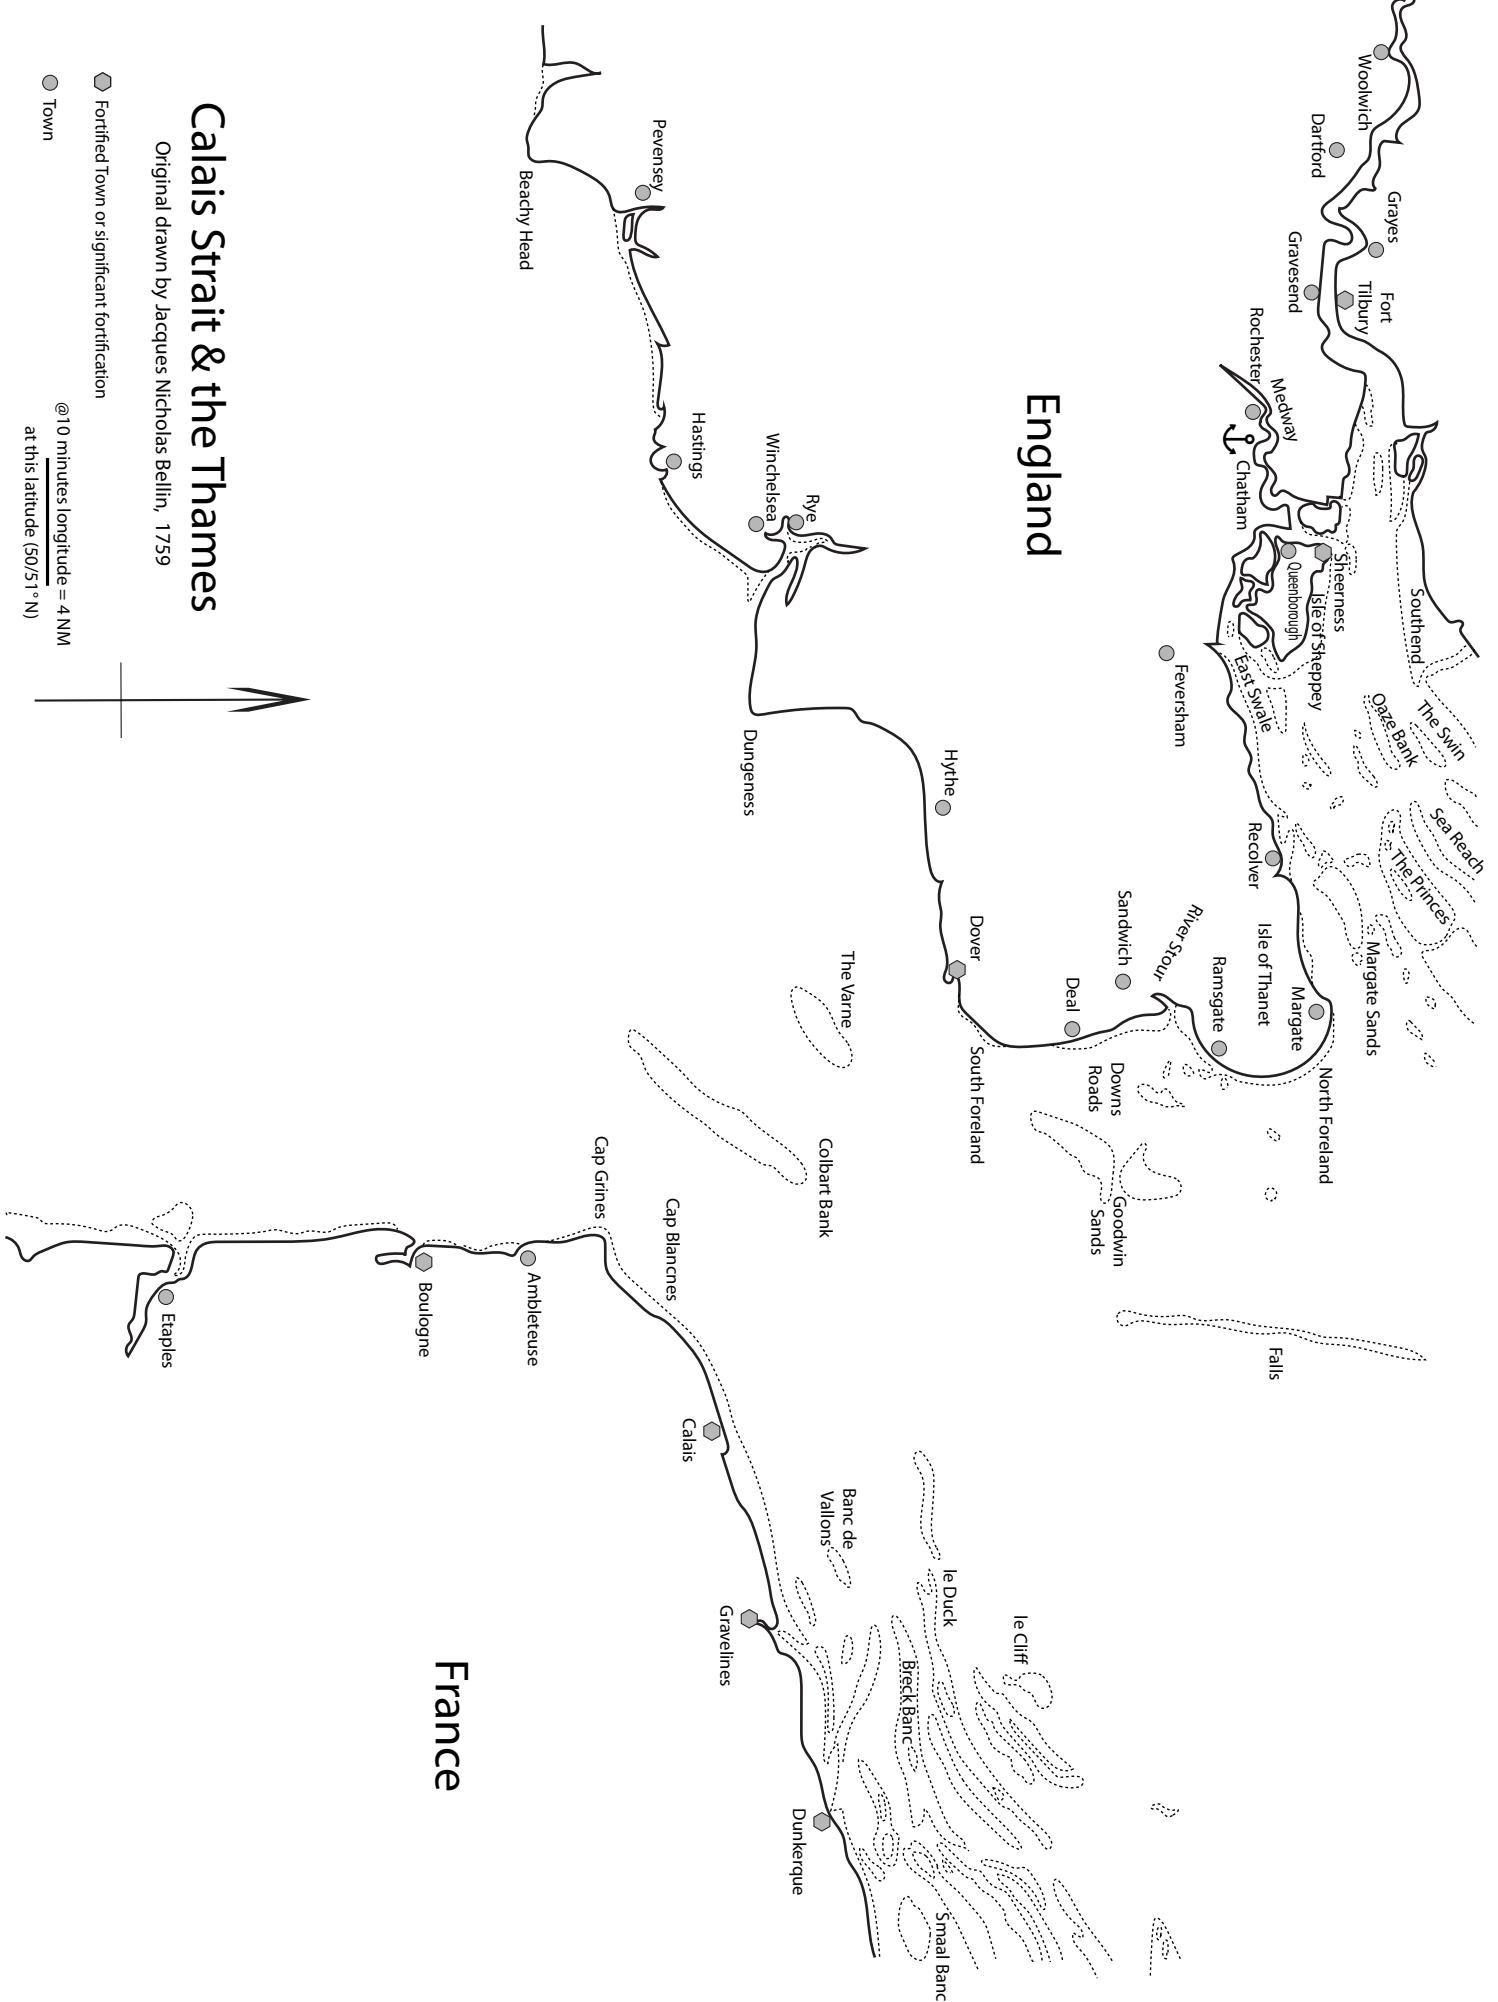 Calais Strait & the Thames
Original drawn by Jacques Nicholas Bellin, 1759
Fortified Town or significant fortification
Town
@10 minutes longitude = 4 NM
at this latitude (50/51° N)
England
France
Woolwich
Dartford
Grayes
Gravesend
Fort
Tilbury
Rochester
Medway
Chatham
Sheerness
Queenborough
Isle of Sheppey
Southend
East Swale
Feversham
Oaze Bank
The Swin
Sea Reach
The Princes
Recolver
Margate Sands
Isle of Thanet
Margate
Ramsgate
North Foreland
River Stour
Sandwich
Deal
Downs
Roads
Goodwin
Sands
South Foreland
Dover
Hythe
Dungeness
Rye
Winchelsea
Hastings
Pevensey
Beachy Head
The Varne
Colbart Bank
Falls
Cap Grines
Cap Blancnes
Ambleteuse
Boulogne
Etaples
Calais
Banc de
Vallons
Gravelines
le Duck
le Cliff
Breck Banc
Dunkerque
Smaal Banc